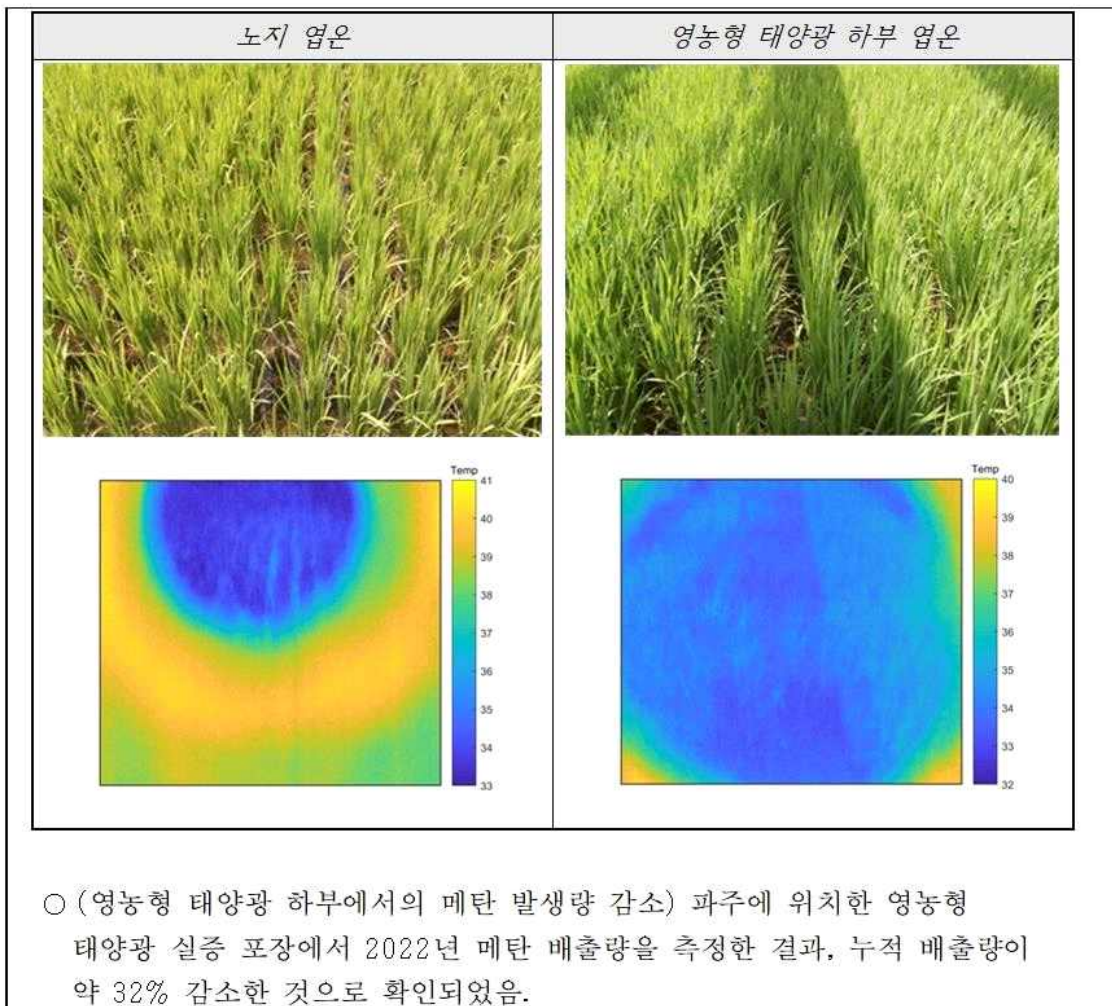 노지 엽온
영농형 태양광 하부 엽온
Temp
41
40
39
38
37
36
35
34
33
Temp
40
39
38
37
36
35
34
33
32
○ (영농형 태양광 하부에서의 메탄 발생량 감소) 파주에 위치한 영농형
태양광 실증 포장에서 2022년 메탄 배출량을 측정한 결과, 누적 배출량이
약 32% 감소한 것으로 확인되었음.